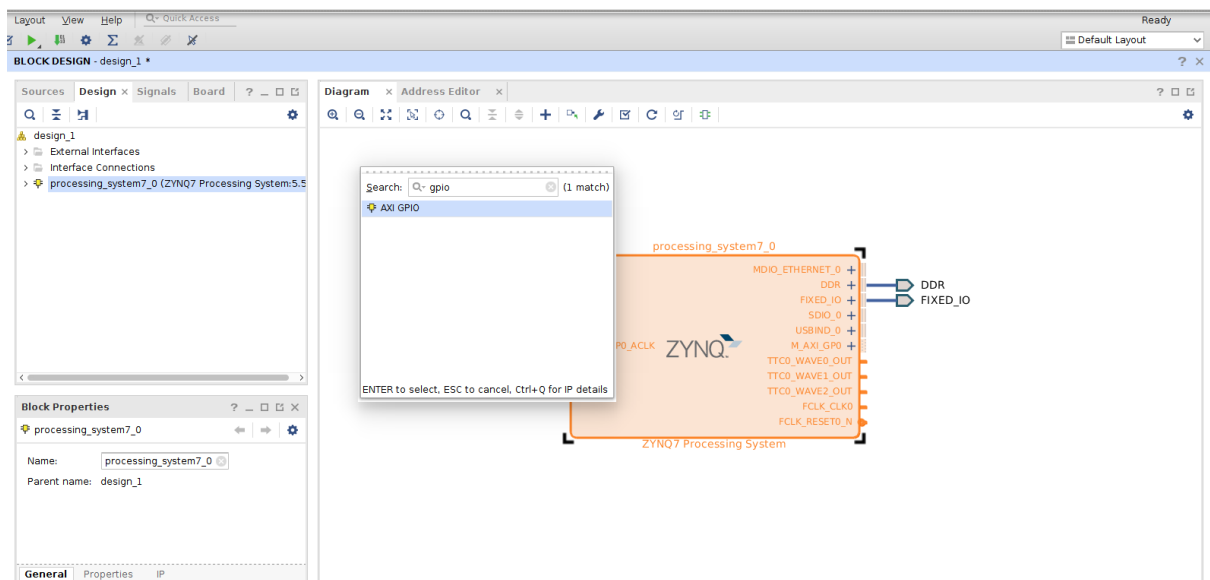 Layout View Help Quick Access Ready
Default Layout
BLOCK DESIGN - design_1 * ? ×
Sources Design × Signals Board ?
Diagram × Address Editor × ?
design_1
External Interfaces
Interface Connections
processing_system7_0 (ZYNQ7 Processing System:5.5
Search: gpio (1 match)
AXI GPIO
ENTER to select, ESC to cancel, Ctrl+Q for IP details
processing_system7_0
MDIO_ETHERNET_0
DDR
FIXED_IO
SDIO_0
USBIND_0
M_AXI_GP0
TTC0_WAVE0_OUT
TTC0_WAVE1_OUT
TTC0_WAVE2_OUT
FCLK_CLK0
FCLK_RESET0_N
P0_ACLK
ZYNQ
ZYNQ7 Processing System
DDR
FIXED_IO
Block Properties ?
processing_system7_0
Name: processing_system7_0
Parent name: design_1
General Properties IP